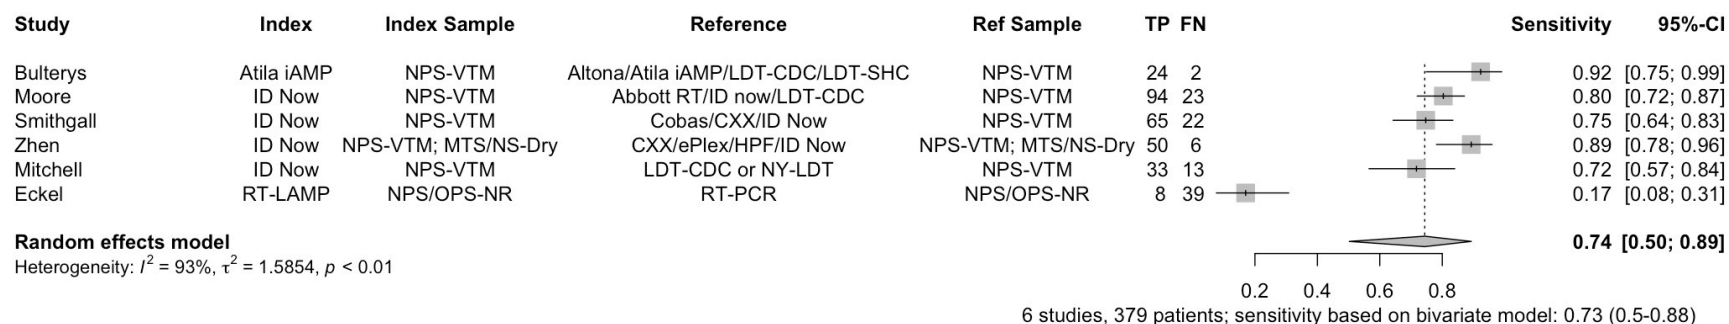 Study Index Index Sample Reference Ref Sample TP FN Sensitivity 95%-CI
Bulterys Atila iAMP NPS-VTM Altona/Atila iAMP/LDT-CDC/LDT-SHC NPS-VTM 24 2 0.92 [0.75; 0.99]
Moore ID Now NPS-VTM Abbott RT/ID now/LDT-CDC NPS-VTM 94 23 0.80 [0.72; 0.87]
Smithgall ID Now NPS-VTM Cobas/CXX/ID Now NPS-VTM 65 22 0.75 [0.64; 0.83]
Zhen ID Now NPS-VTM; MTS/NS-Dry CXX/ePlex/HPF/ID Now NPS-VTM; MTS/NS-Dry 50 6 0.89 [0.78; 0.96]
Mitchell ID Now NPS-VTM LDT-CDC or NY-LDT NPS-VTM 33 13 0.72 [0.57; 0.84]
Eckel RT-LAMP NPS/OPS-NR RT-PCR NPS/OPS-NR 8 39 0.17 [0.08; 0.31]
Random effects model 0.74 [0.50; 0.89]
Heterogeneity: I² = 93%, τ² = 1.5854, p < 0.01
0.2 0.4 0.6 0.8
6 studies, 379 patients; sensitivity based on bivariate model: 0.73 (0.5-0.88)